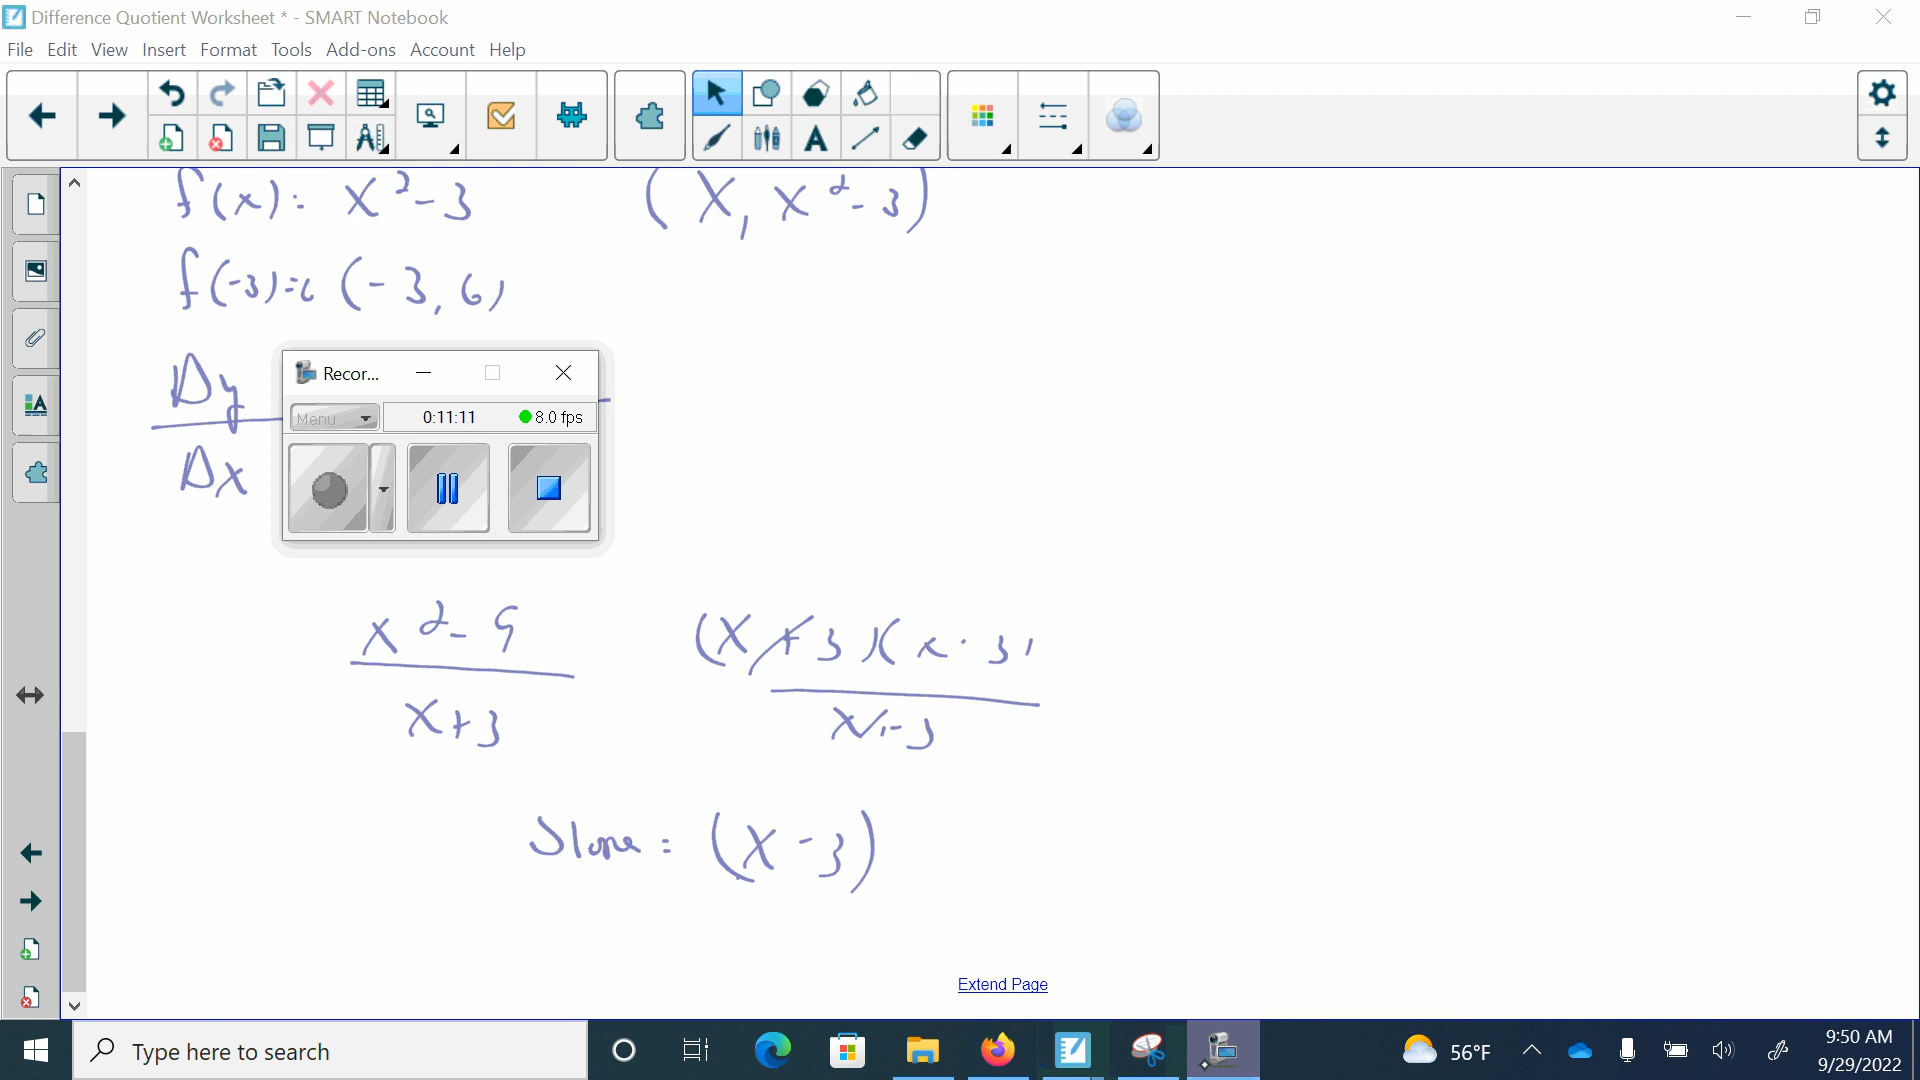 Difference Quotient Worksheet * - SMART Notebook
File Edit View Insert Format Tools Add-ons Account Help
f(x): x²-3 (x, x²-3)
f(-3)=6 (-3, 6)
Δy
Δx
Recor...
Menu 0:11:11 8.0 fps
x²-9 (x+3)(x-3)
x+3 x+3
Slope: (x-3)
Extend Page
Type here to search
56°F
9:50 AM
9/29/2022